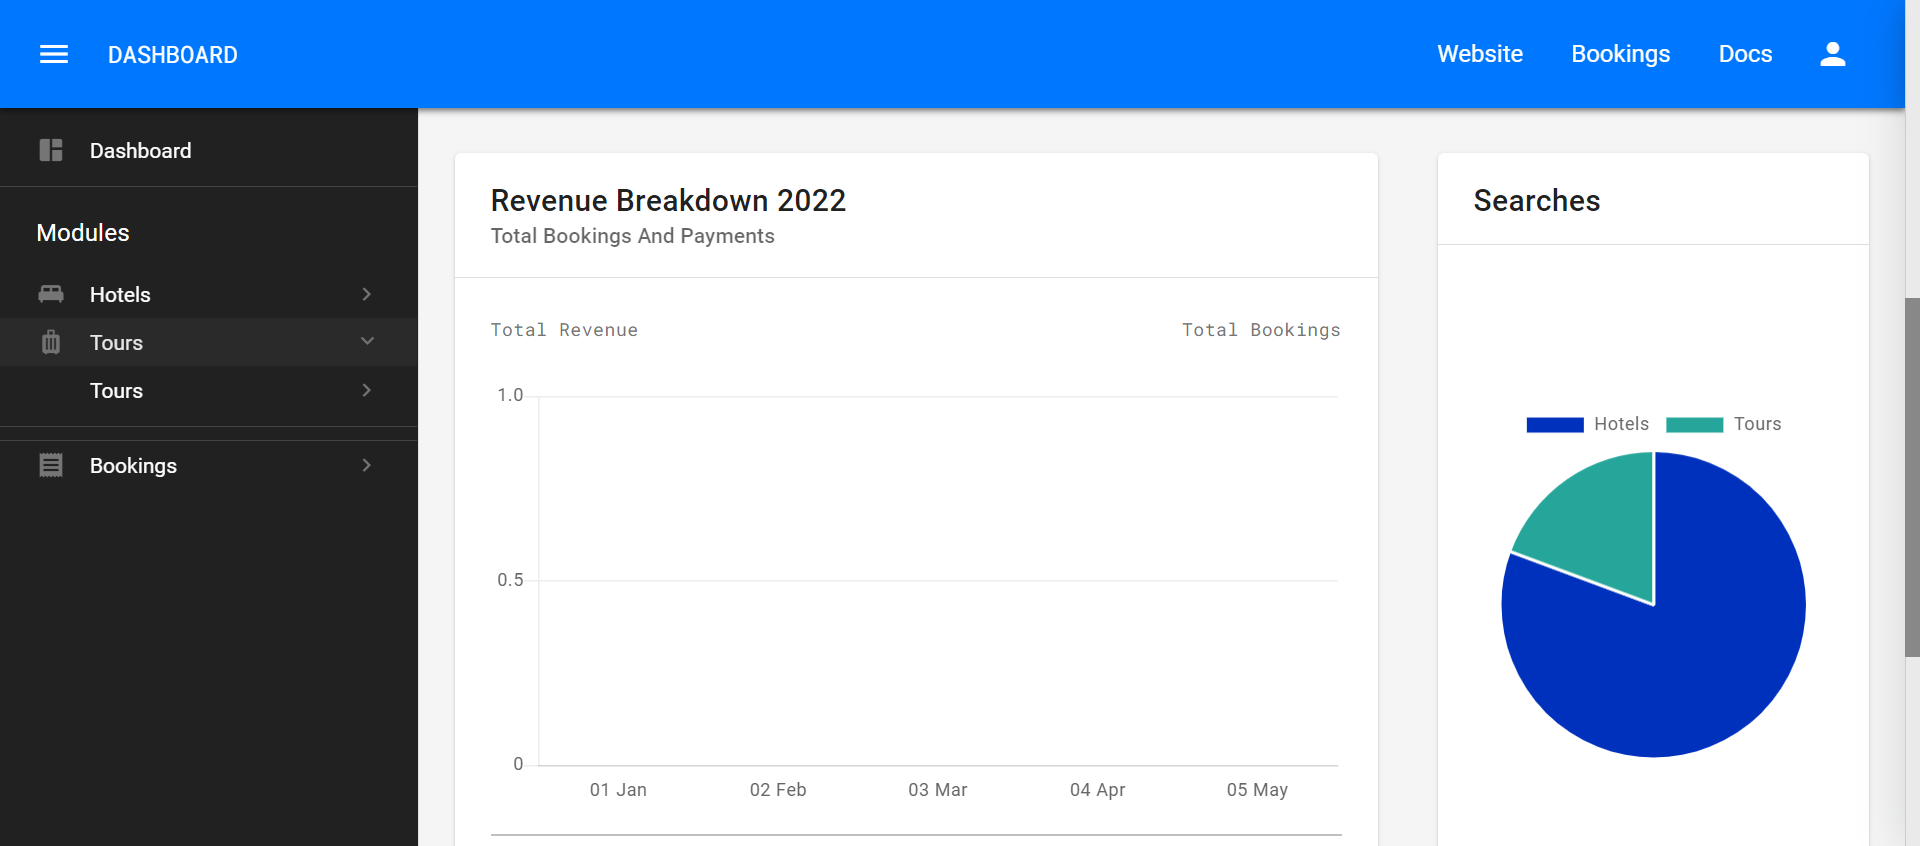 DASHBOARD
Website Bookings Docs
Dashboard
Modules
Hotels
Tours
Tours
Bookings
Revenue Breakdown 2022
Total Bookings And Payments
Total Revenue Total Bookings
1.0
0.5
0
01 Jan 02 Feb 03 Mar 04 Apr 05 May
Searches
Hotels Tours